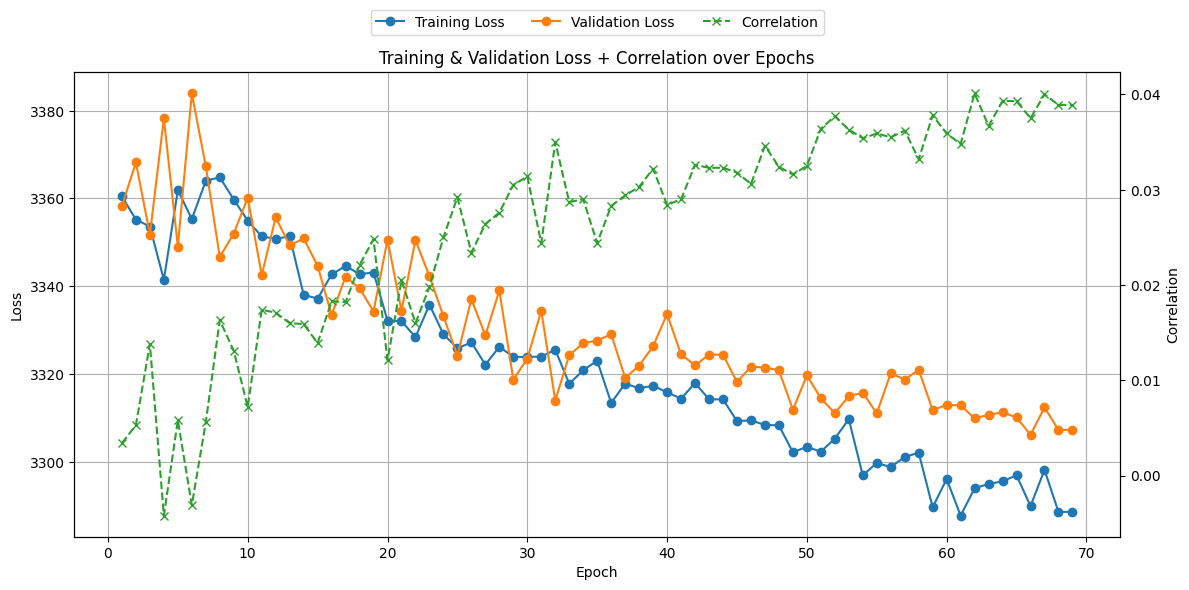 Training Loss Validation Loss Correlation
Training & Validation Loss + Correlation over Epochs
3380
3360
3340
3320
3300
Loss
0.04
0.03
0.02
0.01
0.00
Correlation
0 10 20 30 40 50 60 70
Epoch